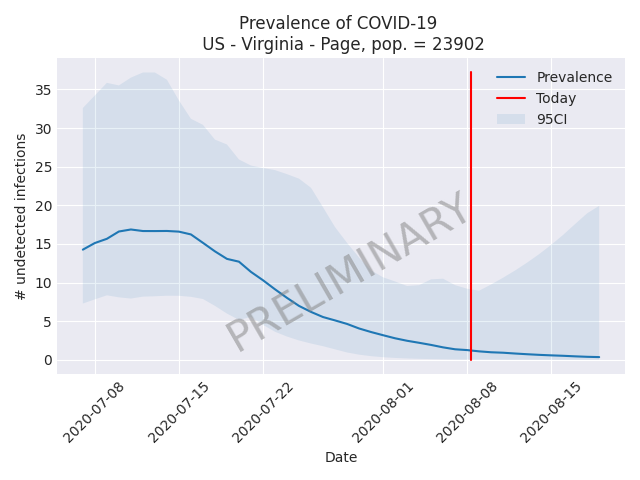 Prevalence of COVID-19
US - Virginia - Page, pop. = 23902
# undetected infections
35
30
25
20
15
10
5
0
Prevalence
Today
95CI
PRELIMINARY
2020-07-08
2020-07-15
2020-07-22
2020-08-01
2020-08-08
2020-08-15
Date